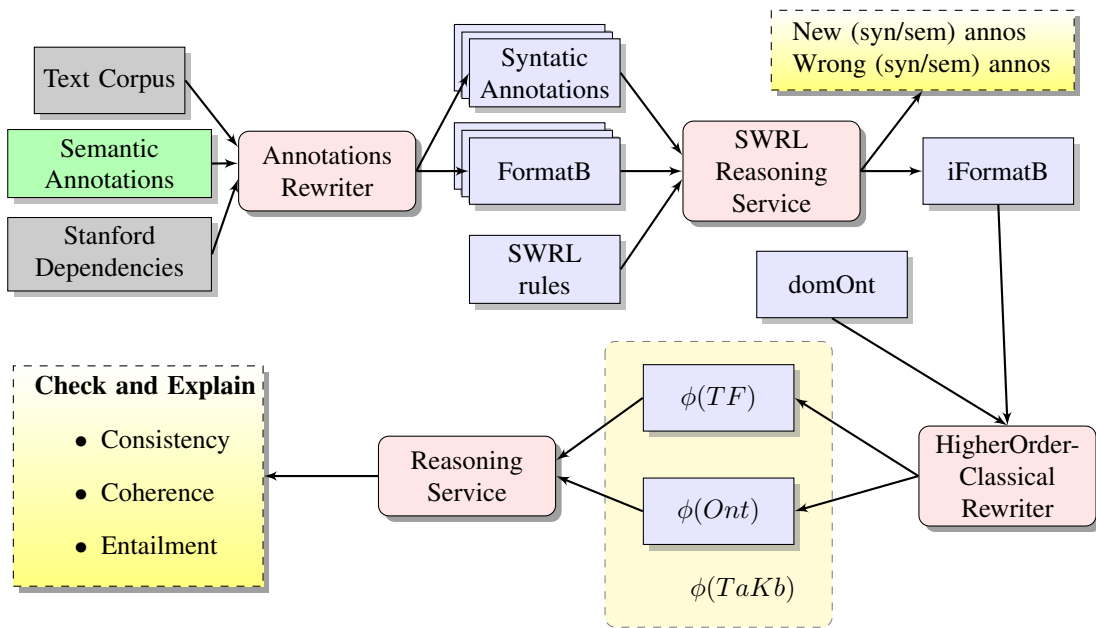 Text Corpus
Semantic
Annotations
Stanford
Dependencies
Annotations
Rewriter
Syntatic
Annotations
FormatB
SWRL
rules
SWRL
Reasoning
Service
New (syn/sem) annos
Wrong (syn/sem) annos
iFormatB
domOnt
HigherOrder-
Classical
Rewriter
ϕ(TF)
ϕ(Ont)
ϕ(TaKb)
Reasoning
Service
Check and Explain
• Consistency
• Coherence
• Entailment